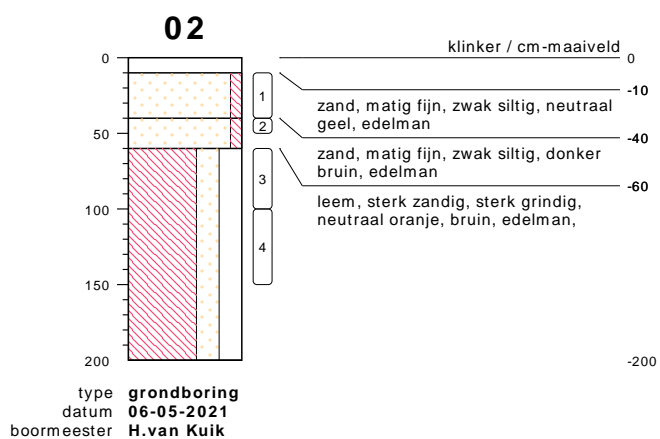 02
klinker / cm-maaiveld
0
0
-10
zand, matig fijn, zwak siltig, neutraal
geel, edelman
1
2
50
-40
zand, matig fijn, zwak siltig, donker
bruin, edelman
-60
3
leem, sterk zandig, sterk grindig,
neutraal oranje, bruin, edelman,
100
4
150
200
-200
type grondboring
datum 06-05-2021
boormeester H.van Kuik